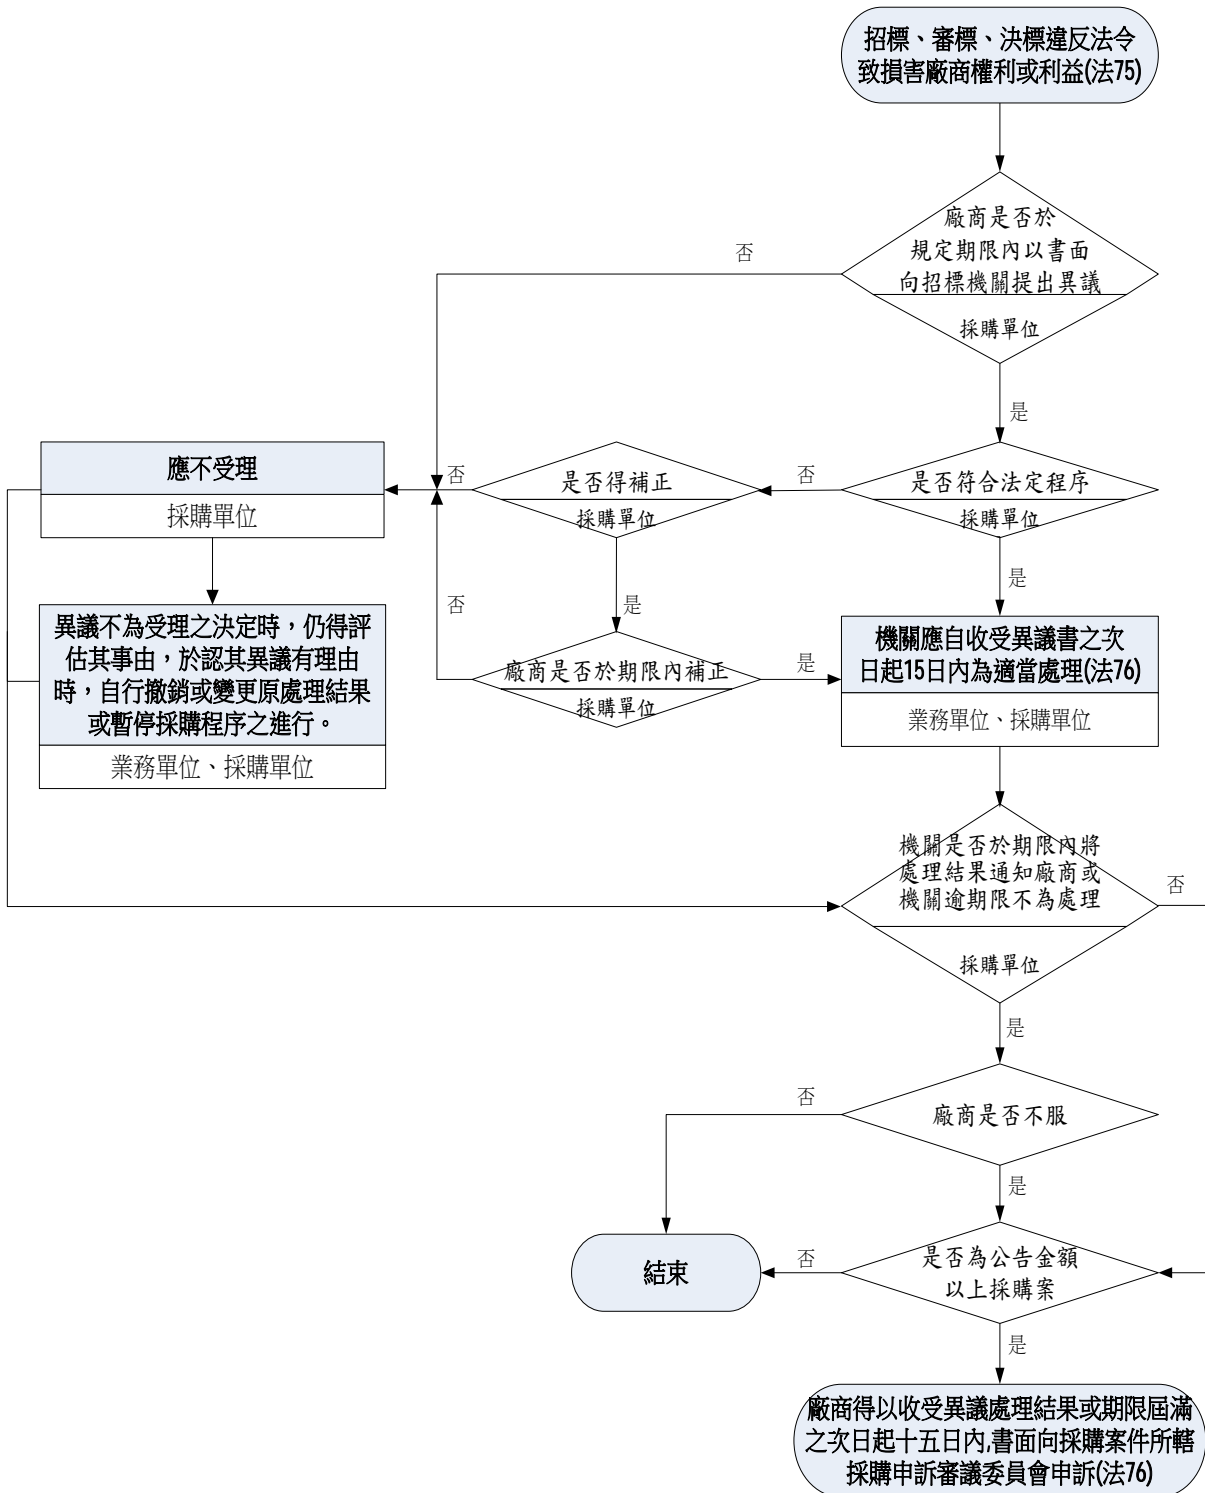 招標、審標、決標違反法令
致損害廠商權利或利益(法75)
廠商是否於
規定期限內以書面
向招標機關提出異議
否
採購單位
是
應不受理
採購單位
否
是否得補正
採購單位
否
是否符合法定程序
採購單位
是
是
異議不為受理之決定時，仍得評
估其事由，於認其異議有理由
時，自行撤銷或變更原處理結果
或暫停採購程序之進行。
業務單位、採購單位
否
廠商是否於期限內補正
採購單位
是
機關應自收受異議書之次
日起15日內為適當處理(法76)
業務單位、採購單位
機關是否於期限內將
處理結果通知廠商或
機關逾期限不為處理
否
採購單位
是
否
廠商是否不服
是
結束
否
是否為公告金額
以上採購案
是
廠商得以收受異議處理結果或期限屆滿
之次日起十五日內,書面向採購案件所轄
採購申訴審議委員會申訴(法76)